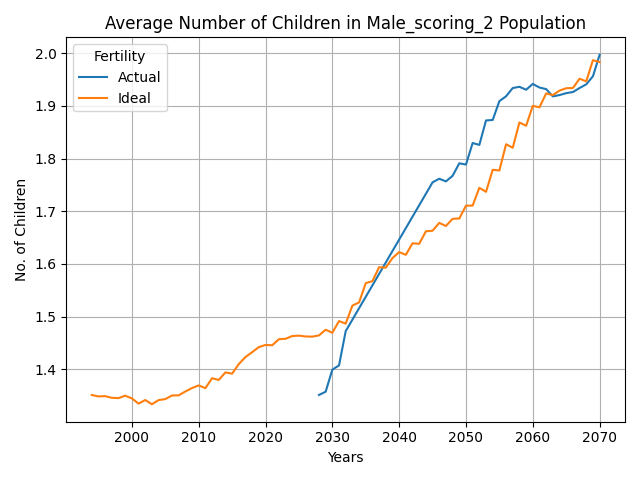 Average Number of Children in Male_scoring_2 Population
Fertility
Actual
Ideal
No. of Children
2.0
1.9
1.8
1.7
1.6
1.5
1.4
2000 2010 2020 2030 2040 2050 2060 2070
Years